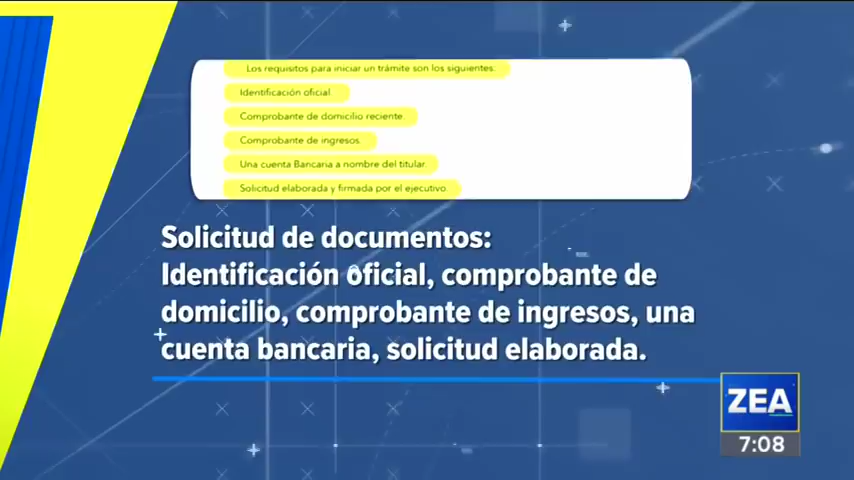 Los requisitos para iniciar un trámite son los siguientes:
Identificación oficial.
Comprobante de domicilio reciente.
Comprobante de ingresos.
Una cuenta Bancaria a nombre del titular.
Solicitud elaborada y firmada por el ejecutivo.
Solicitud de documentos:
Identificación oficial, comprobante de
domicilio, comprobante de ingresos, una
cuenta bancaria, solicitud elaborada.
ZEA
7:08